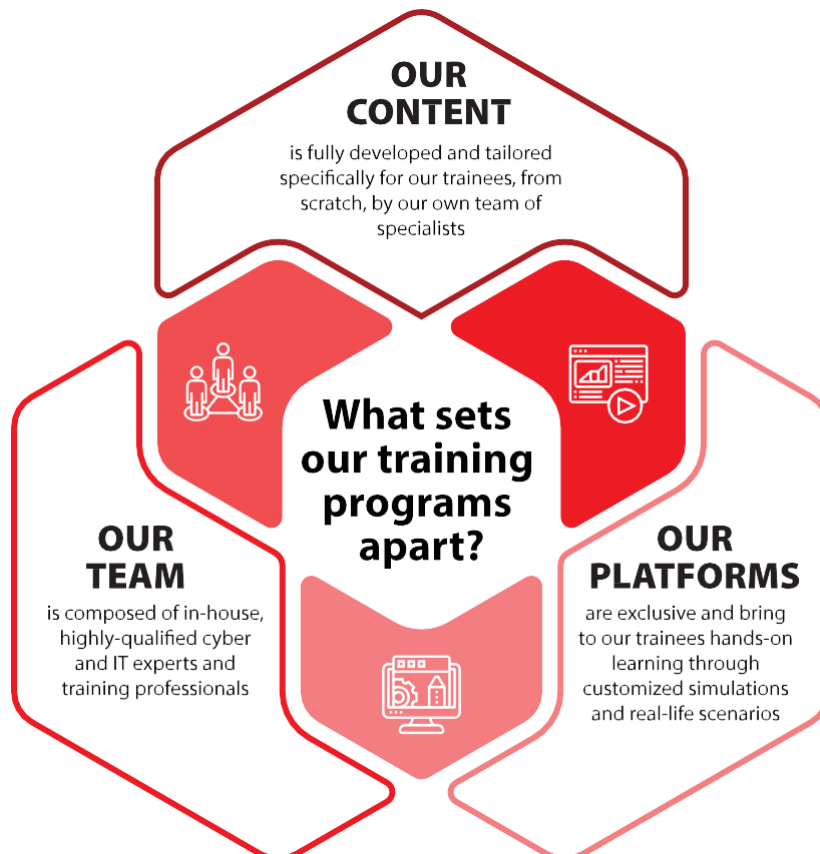 OUR
CONTENT
is fully developed and tailored
specifically for our trainees, from
scratch, by our own team of
specialists
What sets
our training
programs
apart?
OUR
TEAM
is composed of in-house,
highly-qualified cyber
and IT experts and
training professionals
OUR
PLATFORMS
are exclusive and bring
to our trainees hands-on
learning through
customized simulations
and real-life scenarios